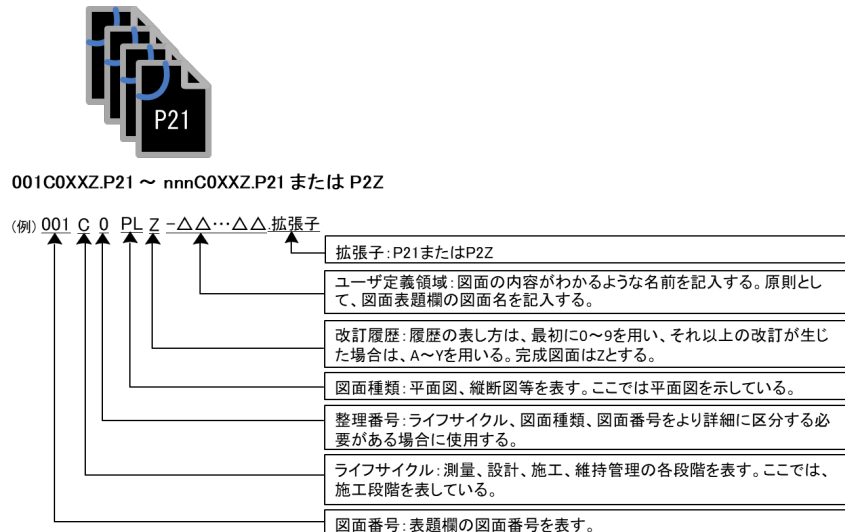 P21
001C0XXZ.P21 ～ nnnC0XXZ.P21 または P2Z
(例) 001 C 0 PL Z -△△…△△.拡張子
拡張子：P21またはP2Z
ユーザ定義領域：図面の内容がわかるような名前を記入する。原則とし
て、図面表題欄の図面名を記入する。
改訂履歴：履歴の表し方は、最初に0～9を用い、それ以上の改訂が生じ
た場合は、A～Yを用いる。完成図面はZとする。
図面種類：平面図、縦断図等を表す。ここでは平面図を示している。
整理番号：ライフサイクル、図面種類、図面番号をより詳細に区分する必
要がある場合に使用する。
ライフサイクル：測量、設計、施工、維持管理の各段階を表す。ここでは、
施工段階を表している。
図面番号：表題欄の図面番号を表す。